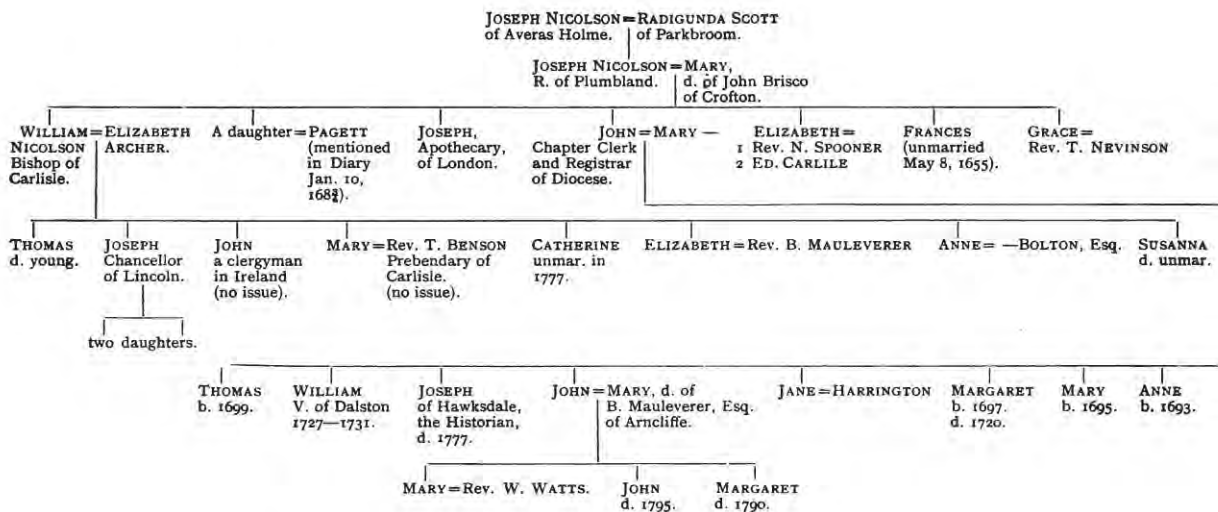 JOSEPH NICOLSON = RADIGUNDA SCOTT
of Averas Holme. of Parkbroom.
JOSEPH NICOLSON = MARY,
R. of Plumbland. d. of John Brisco
of Crofton.
WILLIAM = ELIZABETH
NICOLSON ARCHER.
Bishop of
Carlisle.
A daughter = PAGETT
(mentioned
in Diary
Jan. 10,
168¾).
JOSEPH,
Apothecary,
of London.
JOHN = MARY —
Chapter Clerk
and Registrar
of Diocese.
ELIZABETH =
1 Rev. N. SPOONER
2 ED. CARLILE
FRANCES
(unmarried
May 8, 1655).
GRACE =
Rev. T. NEVINSON
THOMAS
d. young.
JOSEPH
Chancellor
of Lincoln.
JOHN
a clergyman
in Ireland
(no issue).
MARY = Rev. T. BENSON
Prebendary of
Carlisle.
(no issue).
CATHERINE
unmar. in
1777.
ELIZABETH = Rev. B. MAULEVERER
ANNE = —BOLTON, Esq.
SUSANNA
d. unmar.
two daughters.
THOMAS
b. 1699.
WILLIAM
V. of Dalston
1727—1731.
JOSEPH
of Hawksdale,
the Historian,
d. 1777.
JOHN = MARY, d. of
B. Mauleverer, Esq.
of Arncliffe.
JANE = HARRINGTON
MARGARET
b. 1697.
d. 1720.
MARY
b. 1695.
ANNE
b. 1693.
MARY = Rev. W. WATTS.
JOHN
d. 1795.
MARGARET
d. 1790.